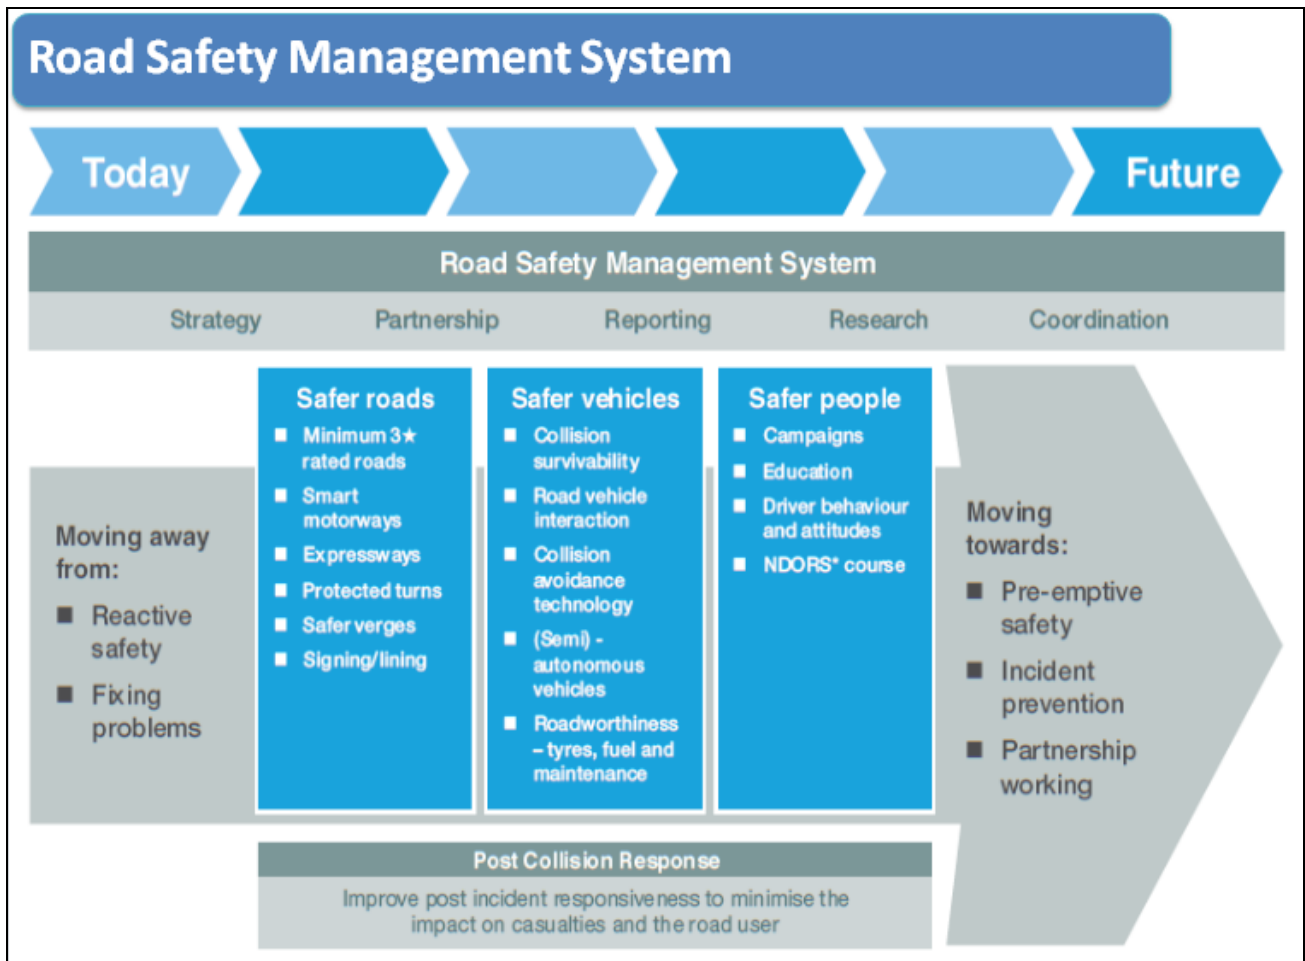 Road Safety Management System
Today
Future
Road Safety Management System
Strategy Partnership Reporting Research Coordination
Moving away
from:
■ Reactive
safety
■ Fixing
problems
Safer roads
■ Minimum 3★
rated roads
■ Smart
motorways
■ Expressways
■ Protected turns
■ Safer verges
■ Signing/lining
Safer vehicles
■ Collision
survivability
■ Road vehicle
interaction
■ Collision
avoidance
technology
■ (Semi) -
autonomous
vehicles
■ Roadworthiness
– tyres, fuel and
maintenance
Safer people
■ Campaigns
■ Education
■ Driver behaviour
and attitudes
■ NDORS* course
Moving
towards:
■ Pre-emptive
safety
■ Incident
prevention
■ Partnership
working
Post Collision Response
Improve post incident responsiveness to minimise the
impact on casualties and the road user